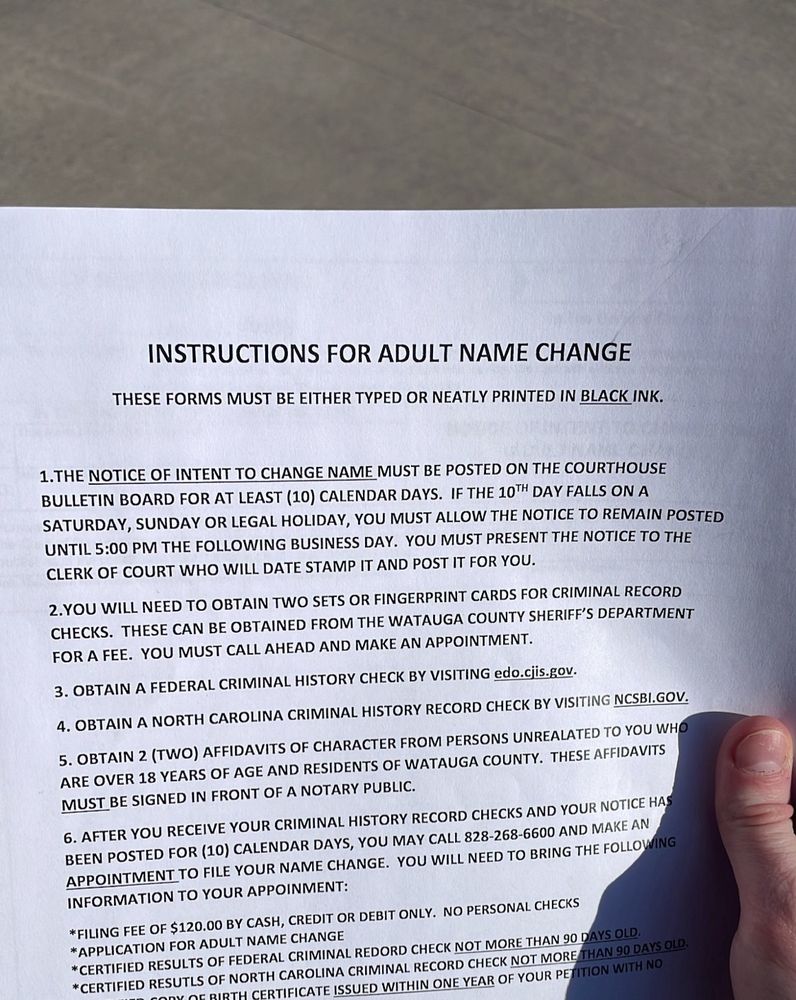 INSTRUCTIONS FOR ADULT NAME CHANGE
THESE FORMS MUST BE EITHER TYPED OR NEATLY PRINTED IN BLACK INK.
1.THE NOTICE OF INTENT TO CHANGE NAME MUST BE POSTED ON THE COURTHOUSE
BULLETIN BOARD FOR AT LEAST (10) CALENDAR DAYS. IF THE 10TH DAY FALLS ON A
SATURDAY, SUNDAY OR LEGAL HOLIDAY, YOU MUST ALLOW THE NOTICE TO REMAIN POSTED
UNTIL 5:00 PM THE FOLLOWING BUSINESS DAY. YOU MUST PRESENT THE NOTICE TO THE
CLERK OF COURT WHO WILL DATE STAMP IT AND POST IT FOR YOU.
2.YOU WILL NEED TO OBTAIN TWO SETS OR FINGERPRINT CARDS FOR CRIMINAL RECORD
CHECKS. THESE CAN BE OBTAINED FROM THE WATAUGA COUNTY SHERIFF'S DEPARTMENT
FOR A FEE. YOU MUST CALL AHEAD AND MAKE AN APPOINTMENT.
3. OBTAIN A FEDERAL CRIMINAL HISTORY CHECK BY VISITING edo.cjis.gov.
4. OBTAIN A NORTH CAROLINA CRIMINAL HISTORY RECORD CHECK BY VISITING NCSBI.GOV.
5. OBTAIN 2 (TWO) AFFIDAVITS OF CHARACTER FROM PERSONS UNREALATED TO YOU WHO
ARE OVER 18 YEARS OF AGE AND RESIDENTS OF WATAUGA COUNTY. THESE AFFIDAVITS
MUST BE SIGNED IN FRONT OF A NOTARY PUBLIC.
6. AFTER YOU RECEIVE YOUR CRIMINAL HISTORY RECORD CHECKS AND YOUR NOTICE HAS
BEEN POSTED FOR (10) CALENDAR DAYS, YOU MAY CALL 828-268-6600 AND MAKE AN
APPOINTMENT TO FILE YOUR NAME CHANGE. YOU WILL NEED TO BRING THE FOLLOWING
INFORMATION TO YOUR APPOINMENT:
*FILING FEE OF $120.00 BY CASH, CREDIT OR DEBIT ONLY. NO PERSONAL CHECKS
*APPLICATION FOR ADULT NAME CHANGE
*CERTIFIED RESULTS OF FEDERAL CRIMINAL REDORD CHECK NOT MORE THAN 90 DAYS OLD.
*CERTIFIED RESUTLS OF NORTH CAROLINA CRIMINAL RECORD CHECK NOT MORE THAN 90 DAYS OLD.
COPY OF BIRTH CERTIFICATE ISSUED WITHIN ONE YEAR OF YOUR PETITION WITH NO